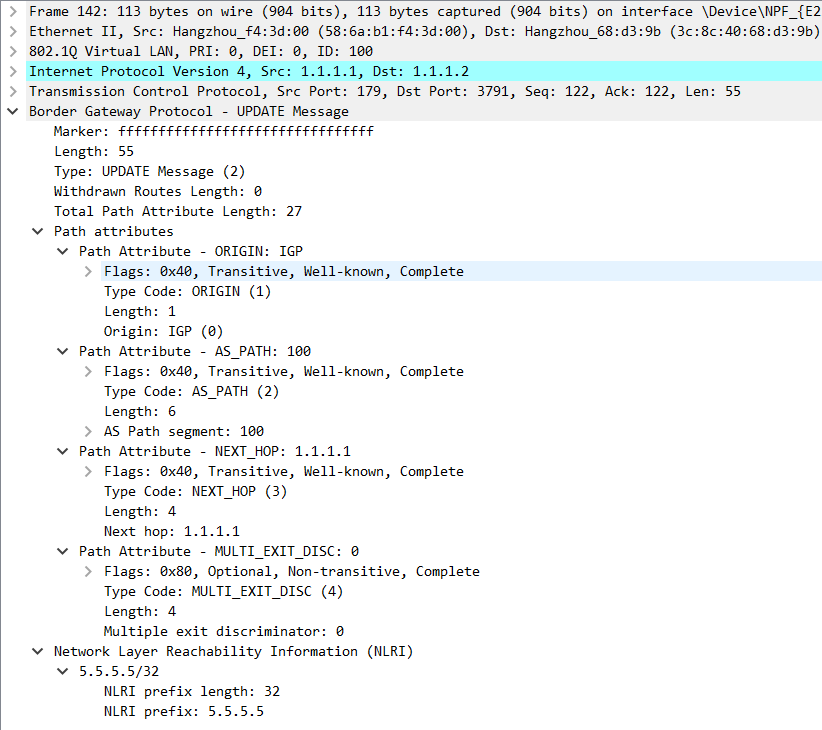 Frame 142: 113 bytes on wire (904 bits), 113 bytes captured (904 bits) on interface \Device\NPF_{E2
Ethernet II, Src: Hangzhou_f4:3d:00 (58:6a:b1:f4:3d:00), Dst: Hangzhou_68:d3:9b (3c:8c:40:68:d3:9b)
802.1Q Virtual LAN, PRI: 0, DEI: 0, ID: 100
Internet Protocol Version 4, Src: 1.1.1.1, Dst: 1.1.1.2
Transmission Control Protocol, Src Port: 179, Dst Port: 3791, Seq: 122, Ack: 122, Len: 55
Border Gateway Protocol - UPDATE Message
Marker: ffffffffffffffffffffffffffffffff
Length: 55
Type: UPDATE Message (2)
Withdrawn Routes Length: 0
Total Path Attribute Length: 27
Path attributes
Path Attribute - ORIGIN: IGP
Flags: 0x40, Transitive, Well-known, Complete
Type Code: ORIGIN (1)
Length: 1
Origin: IGP (0)
Path Attribute - AS_PATH: 100
Flags: 0x40, Transitive, Well-known, Complete
Type Code: AS_PATH (2)
Length: 6
AS Path segment: 100
Path Attribute - NEXT_HOP: 1.1.1.1
Flags: 0x40, Transitive, Well-known, Complete
Type Code: NEXT_HOP (3)
Length: 4
Next hop: 1.1.1.1
Path Attribute - MULTI_EXIT_DISC: 0
Flags: 0x80, Optional, Non-transitive, Complete
Type Code: MULTI_EXIT_DISC (4)
Length: 4
Multiple exit discriminator: 0
Network Layer Reachability Information (NLRI)
5.5.5.5/32
NLRI prefix length: 32
NLRI prefix: 5.5.5.5